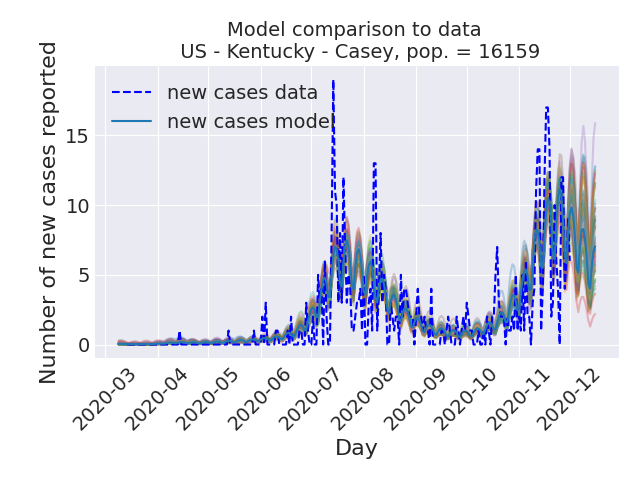 Model comparison to data
US - Kentucky - Casey, pop. = 16159
new cases data
new cases model
Number of new cases reported
15
10
5
0
2020-03
2020-04
2020-05
2020-06
2020-07
2020-08
2020-09
2020-10
2020-11
2020-12
Day